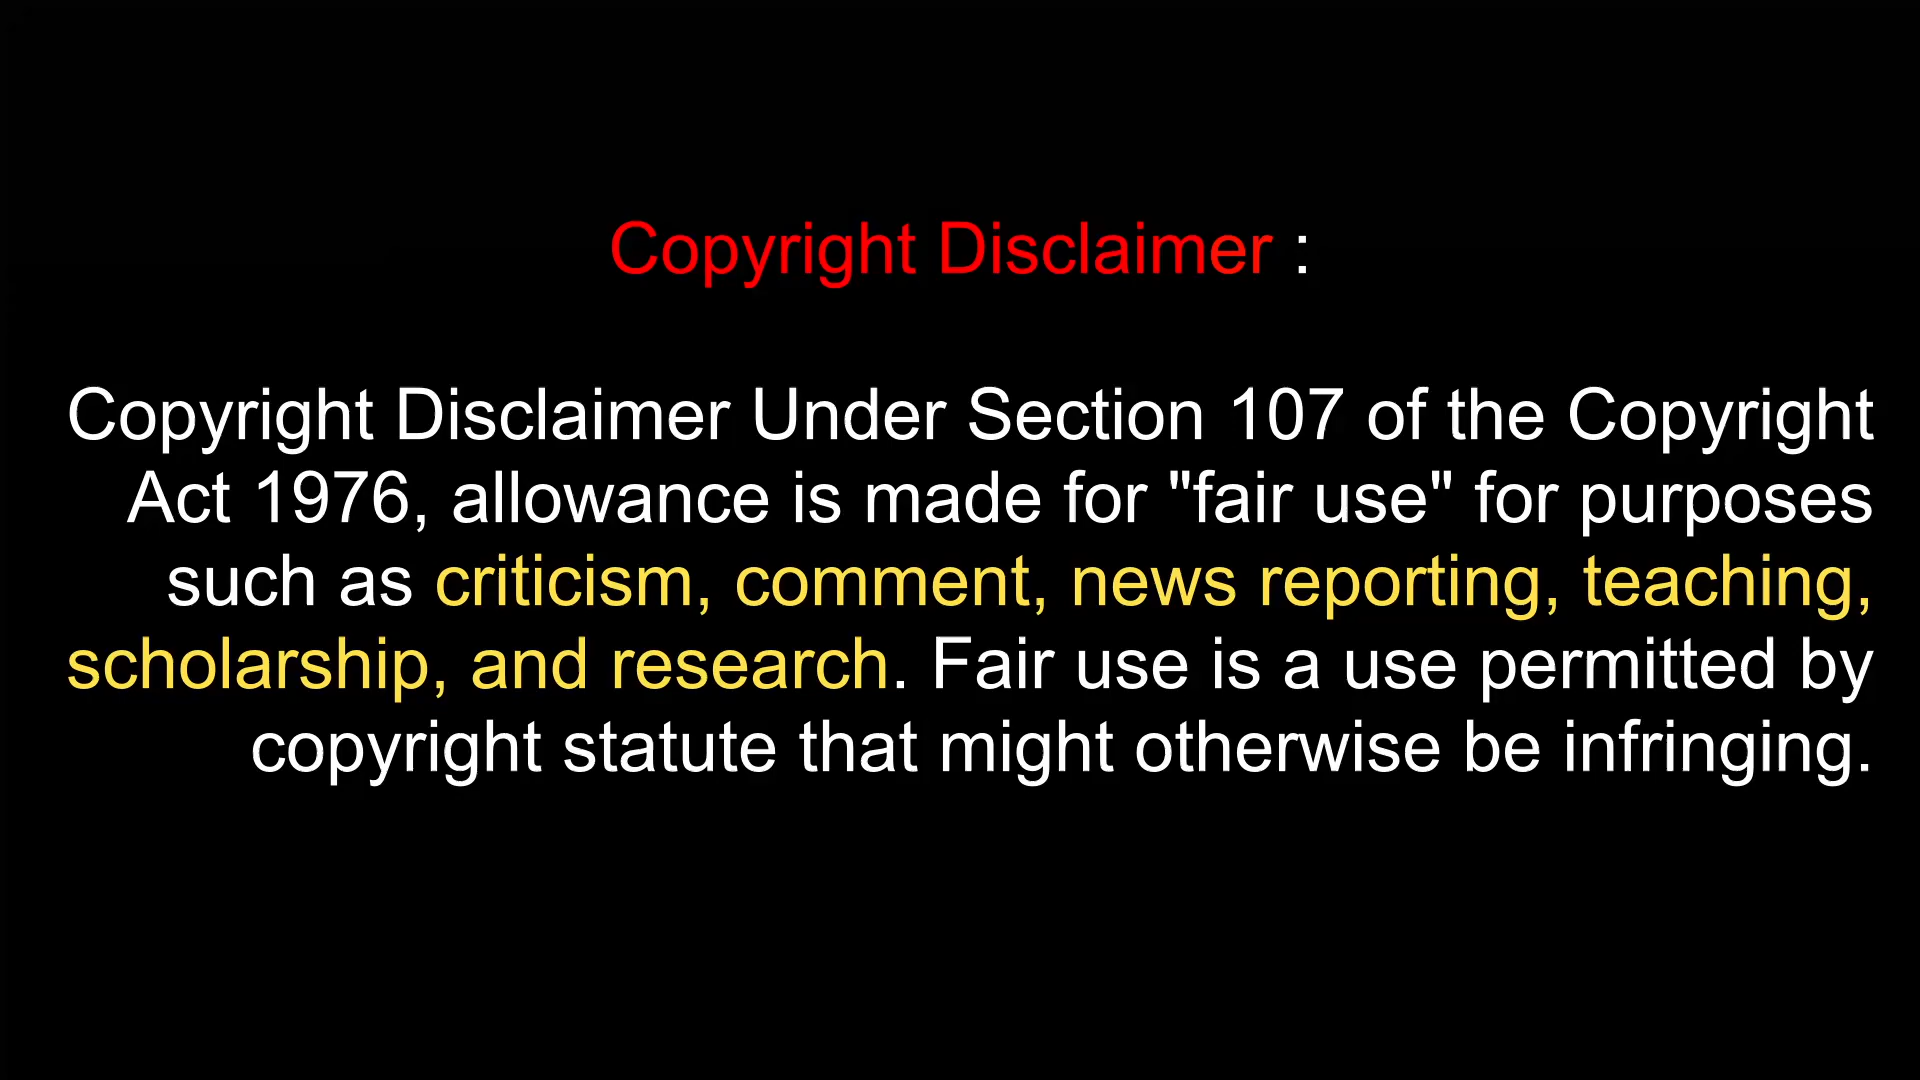 Copyright Disclaimer :
Copyright Disclaimer Under Section 107 of the Copyright
Act 1976, allowance is made for "fair use" for purposes
such as criticism, comment, news reporting, teaching,
scholarship, and research. Fair use is a use permitted by
copyright statute that might otherwise be infringing.